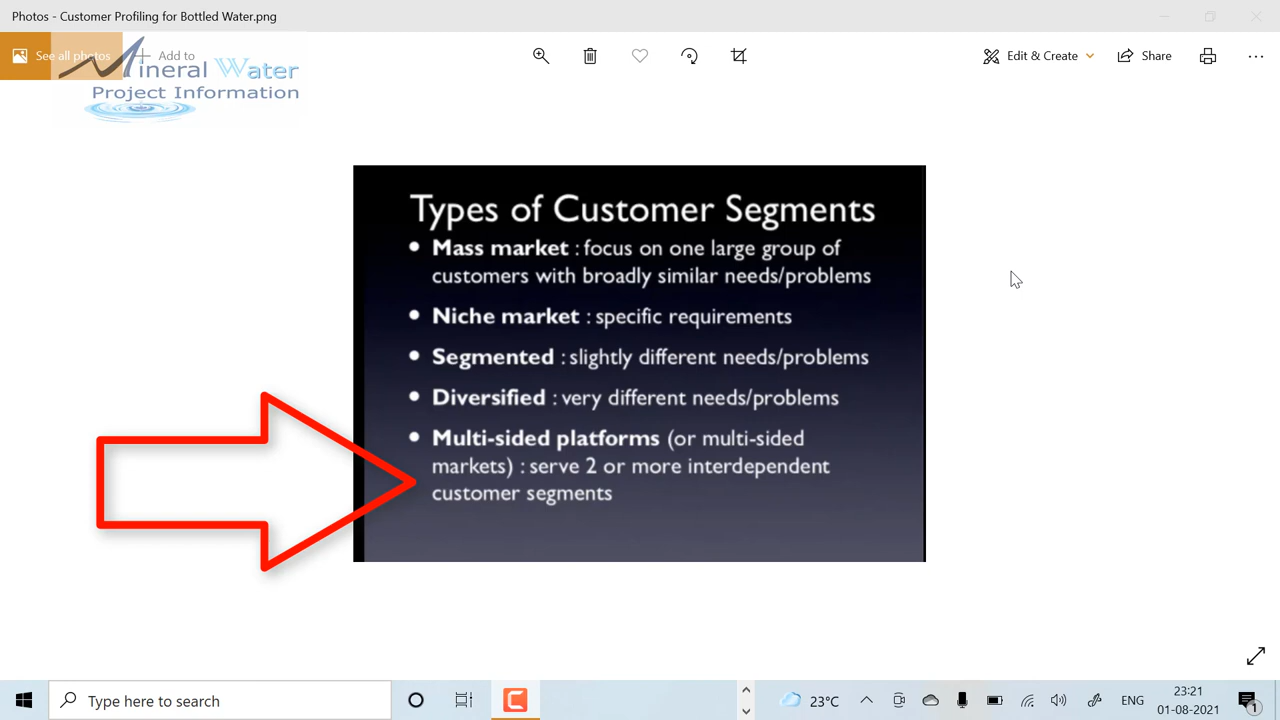 Photos - Customer Profiling for Bottled Water.png
See all photos
Add to
Edit & Create
Share
Mineral Water
Project Information
Types of Customer Segments
• Mass market : focus on one large group of
customers with broadly similar needs/problems
• Niche market : specific requirements
• Segmented : slightly different needs/problems
• Diversified : very different needs/problems
• Multi-sided platforms (or multi-sided
markets) : serve 2 or more interdependent
customer segments
Type here to search
23°C
ENG
23:21
01-08-2021
1